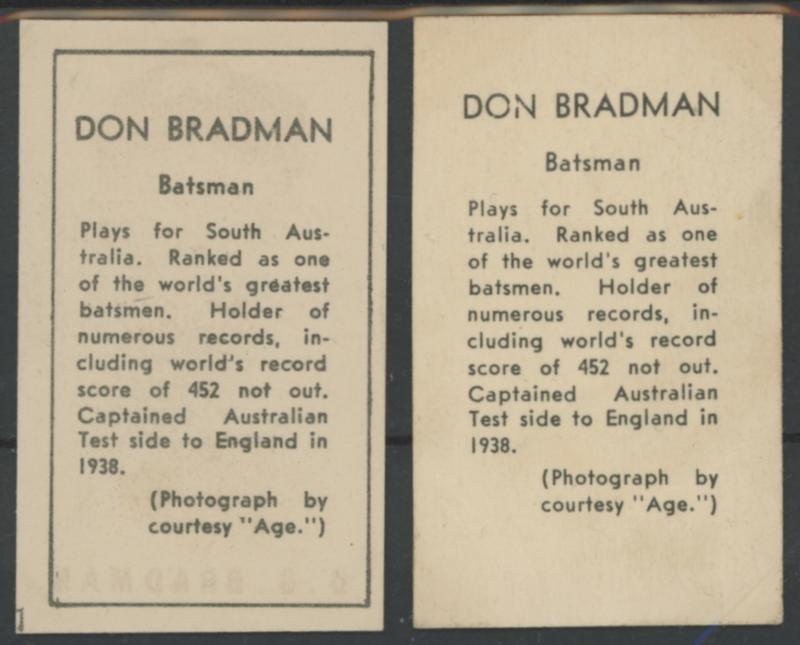 DON BRADMAN
Batsman
Plays for South Aus-
tralia. Ranked as one
of the world's greatest
batsmen. Holder of
numerous records, in-
cluding world's record
score of 452 not out.
Captained Australian
Test side to England in
1938.
(Photograph by
courtesy "Age.")
D. G. BRADMAN
DON BRADMAN
Batsman
Plays for South Aus-
tralia. Ranked as one
of the world's greatest
batsmen. Holder of
numerous records, in-
cluding world's record
score of 452 not out.
Captained Australian
Test side to England in
1938.
(Photograph by
courtesy "Age.")